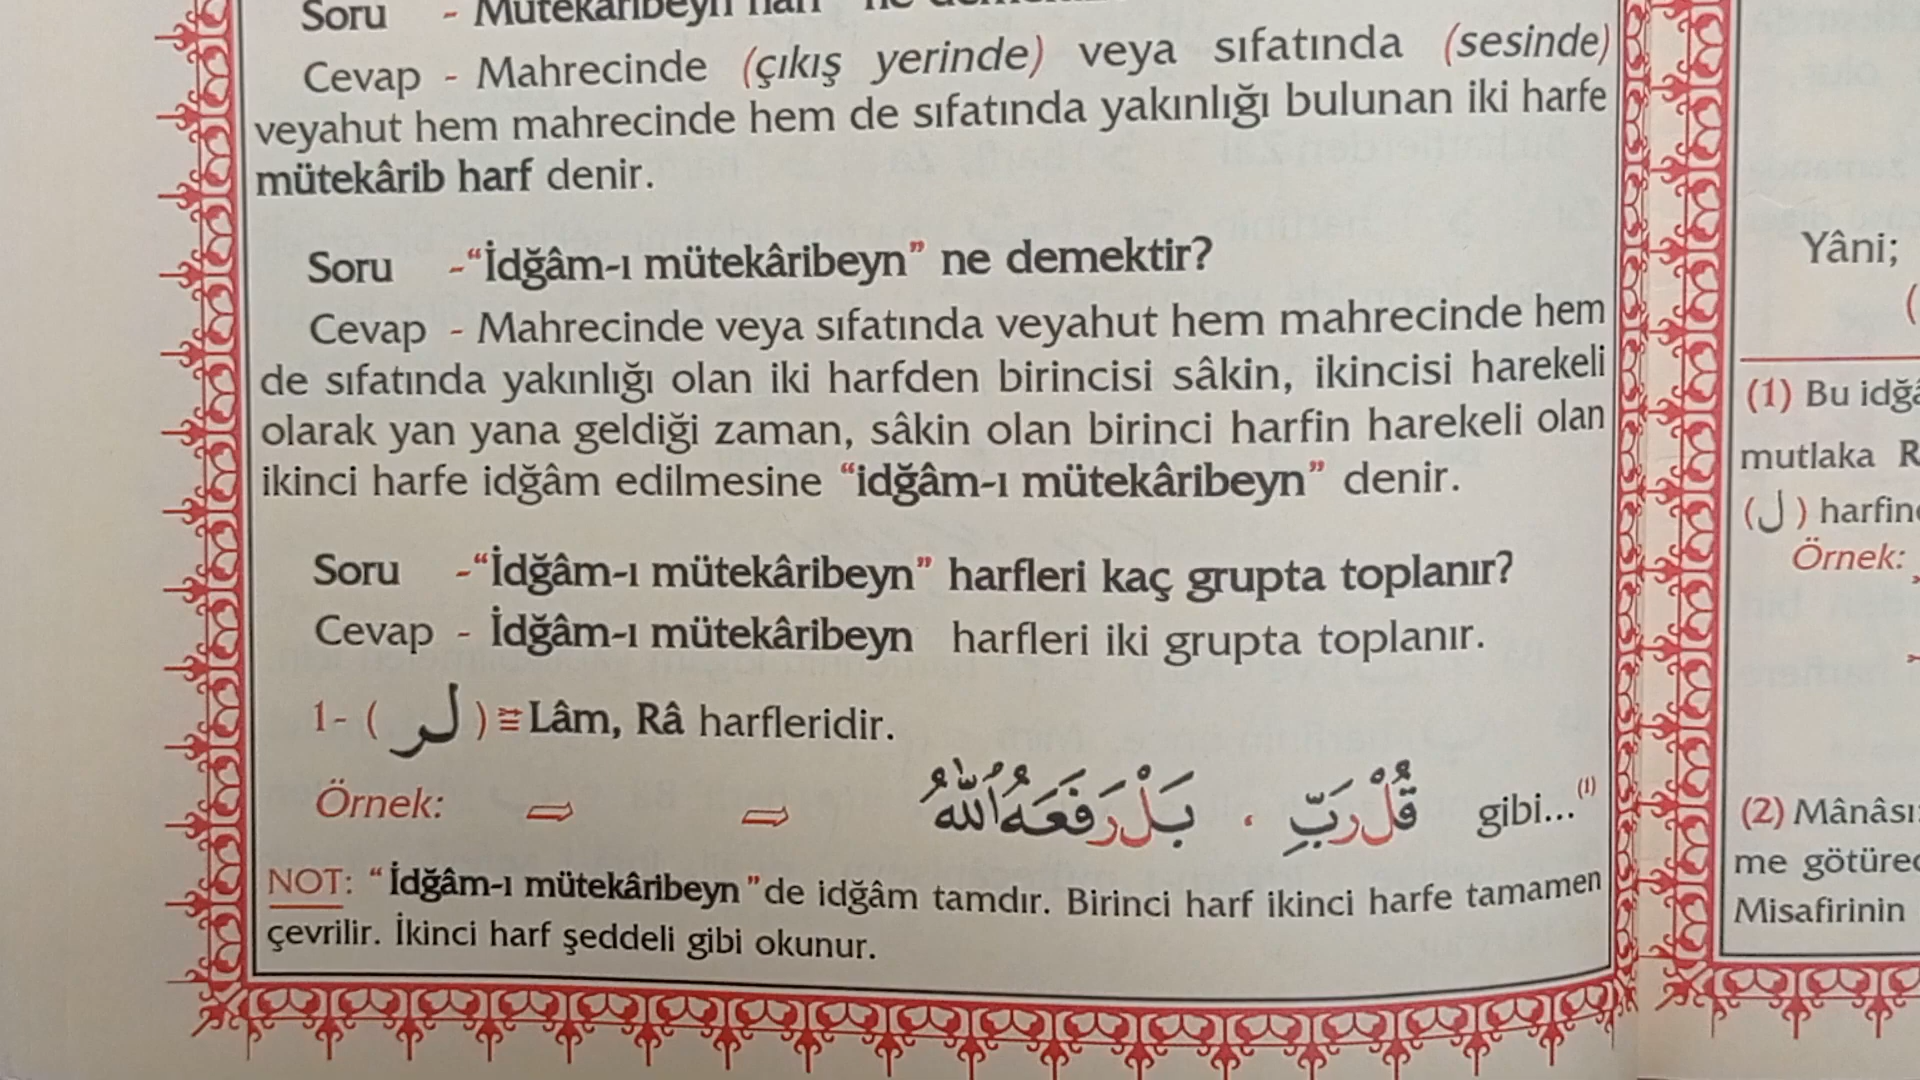 Soru - Mütekâribeyn
Cevap - Mahrecinde (çıkış yerinde) veya sıfatında (sesinde)
veyahut hem mahrecinde hem de sıfatında yakınlığı bulunan iki harfe
mütekârib harf denir.
Soru -“İdğâm-ı mütekâribeyn” ne demektir?
Cevap - Mahrecinde veya sıfatında veyahut hem mahrecinde hem
de sıfatında yakınlığı olan iki harfden birincisi sâkin, ikincisi harekeli
olarak yan yana geldiği zaman, sâkin olan birinci harfin harekeli olan
ikinci harfe idğâm edilmesine “idğâm-ı mütekâribeyn” denir.
Soru -“İdğâm-ı mütekâribeyn” harfleri kaç grupta toplanır?
Cevap - İdğâm-ı mütekâribeyn harfleri iki grupta toplanır.
1- ( لر ) ≅ Lâm, Râ harfleridir.
Örnek: ⇨ ⇨ قُلْ رَبِّ ، بَلْ رَفَعَهُ اللّٰهُ gibi...(1)
NOT: “İdğâm-ı mütekâribeyn”de idğâm tamdır. Birinci harf ikinci harfe tamamen
çevrilir. İkinci harf şeddeli gibi okunur.
Yâni;
(
(1) Bu
mutlaka
(ل)
Örnek:
(2)
me
Misafirinin